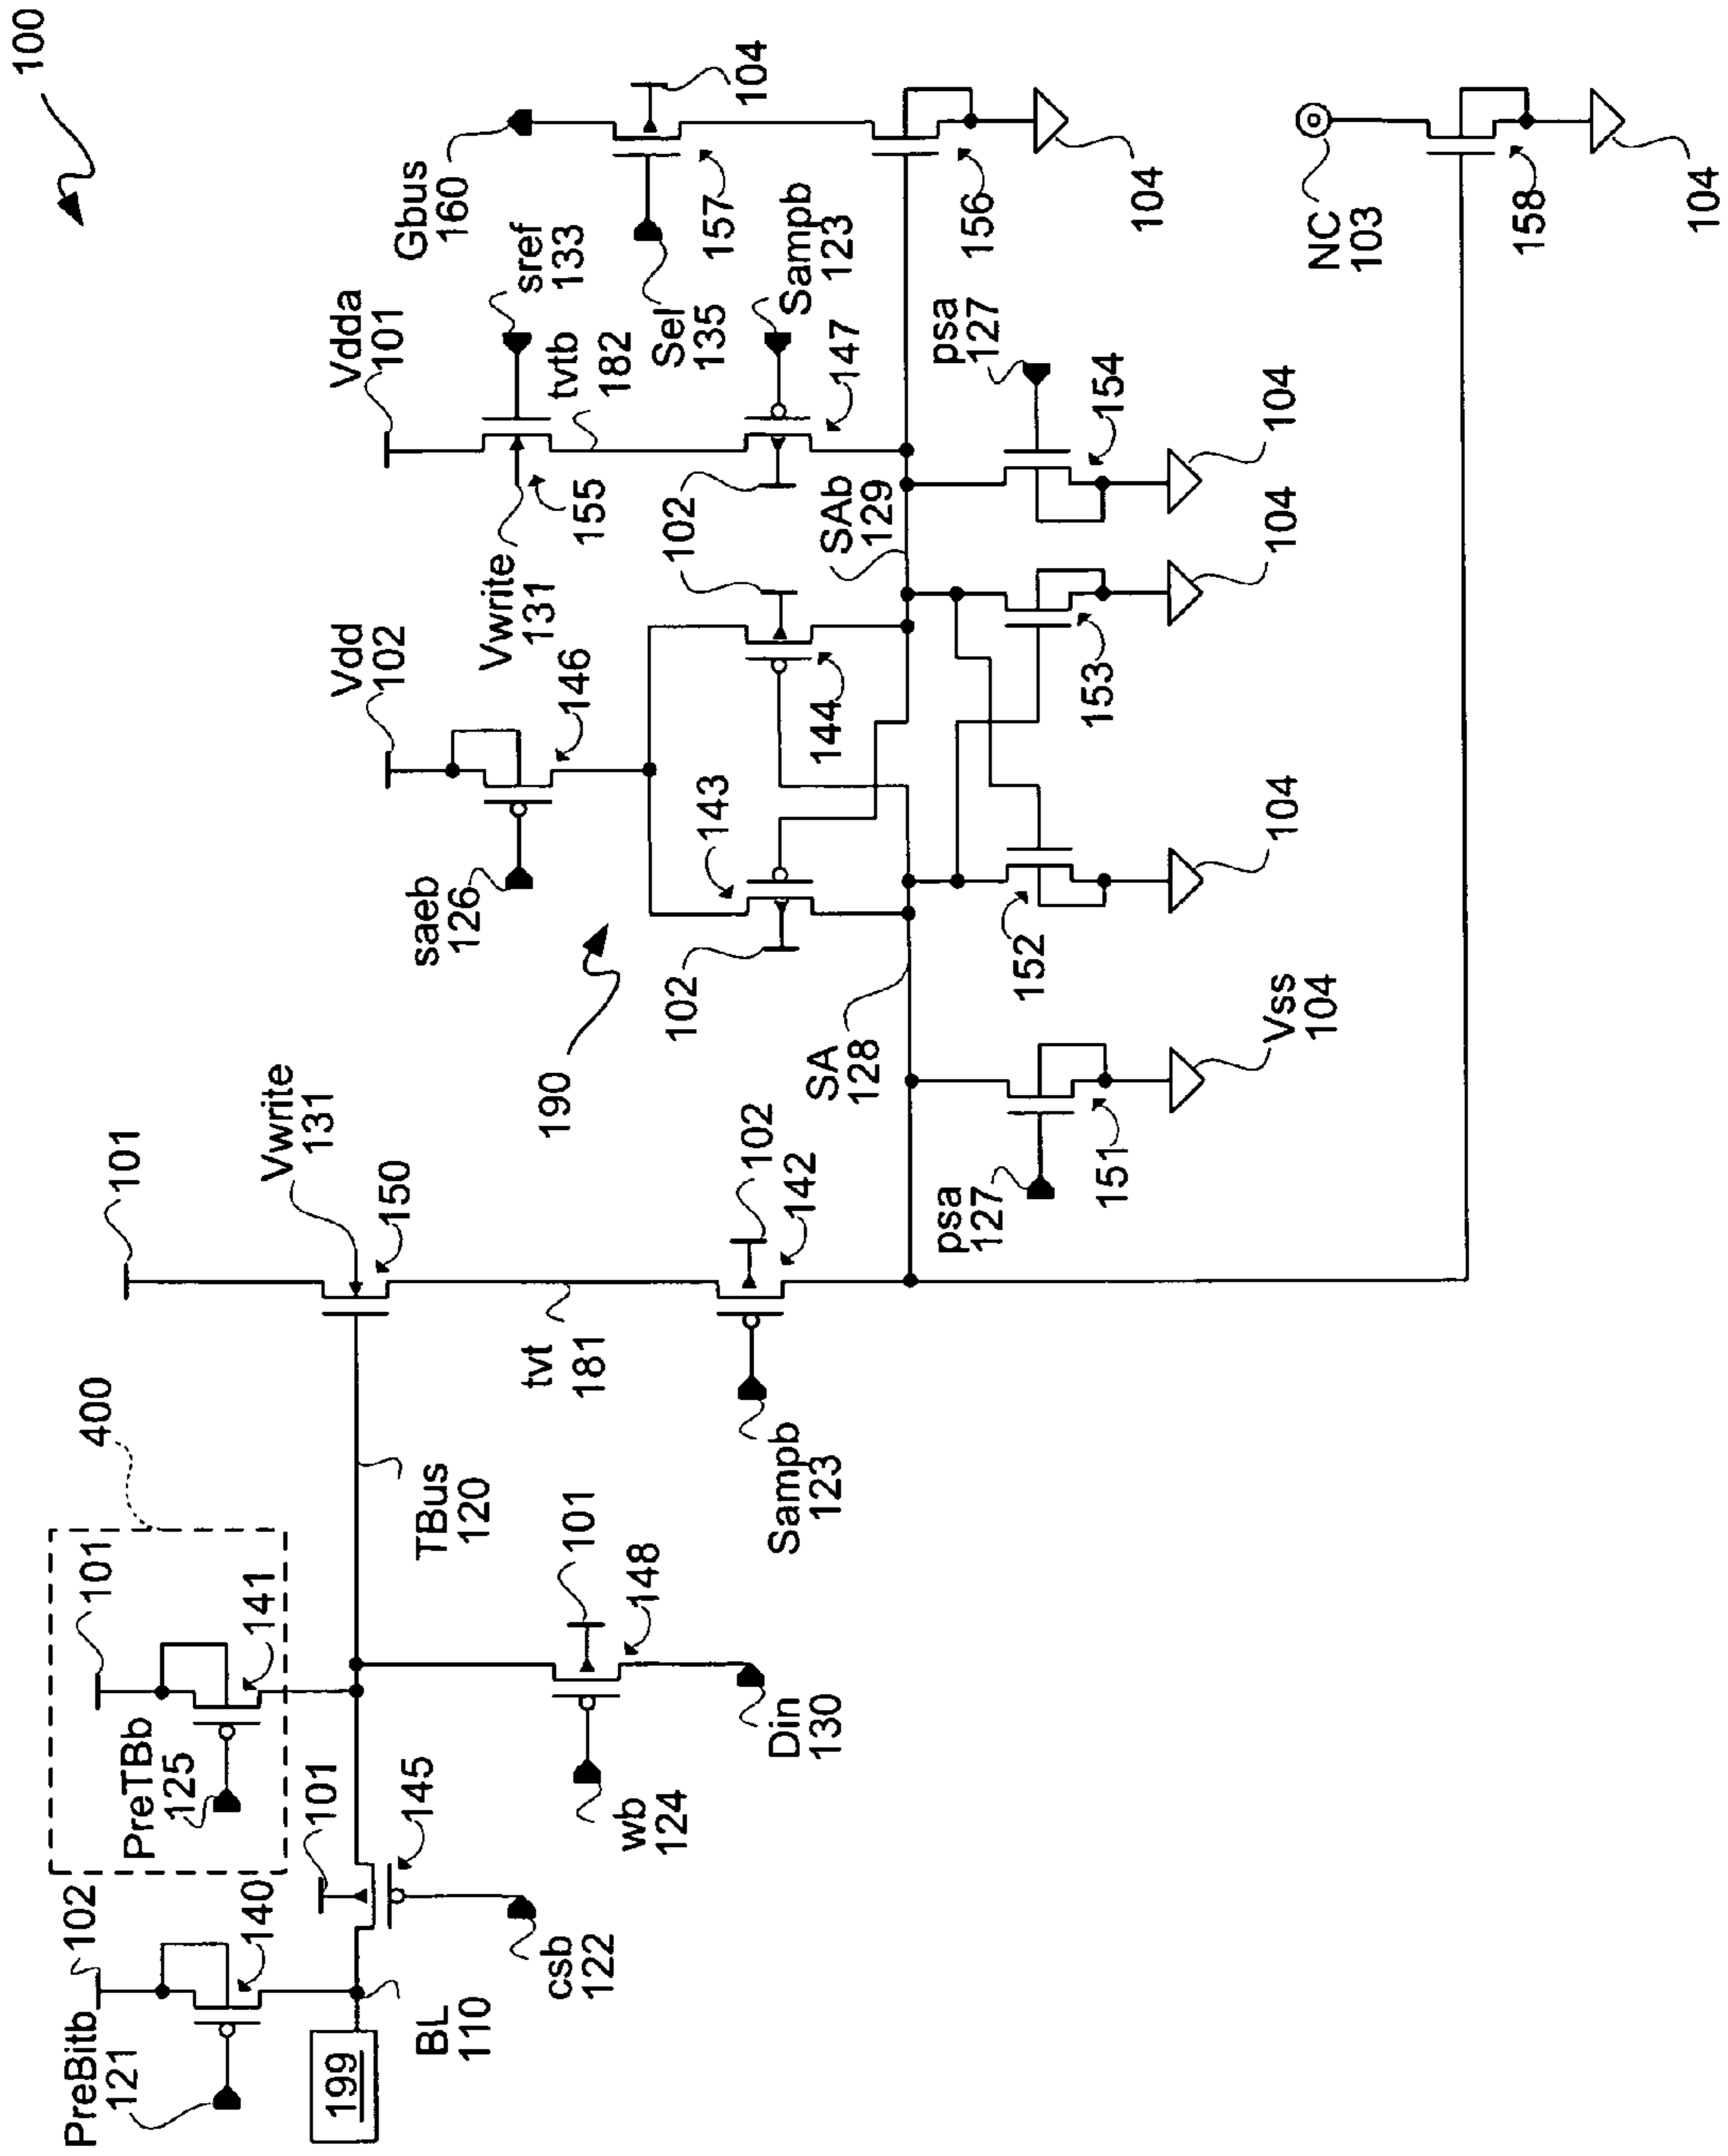 100
PreBitb
121
102
140
PreTBb
125
101
141
400
199
BL
110
101
145
csb
122
TBus
120
wb
124
101
148
Din
130
101
Vwrite
131
150
tvt
181
Sampb
123
102
142
190
saeb
126
Vdd
102
146
102
143
144
102
SA
128
SAb
129
psa
127
151
Vss
104
152
104
153
104
psa
127
154
104
Vdda
101
sref
133
Vwrite
131
155
tvtb
182
102
Sampb
123
147
Gbus
160
104
Sel
135
157
156
104
NC
103
158
104